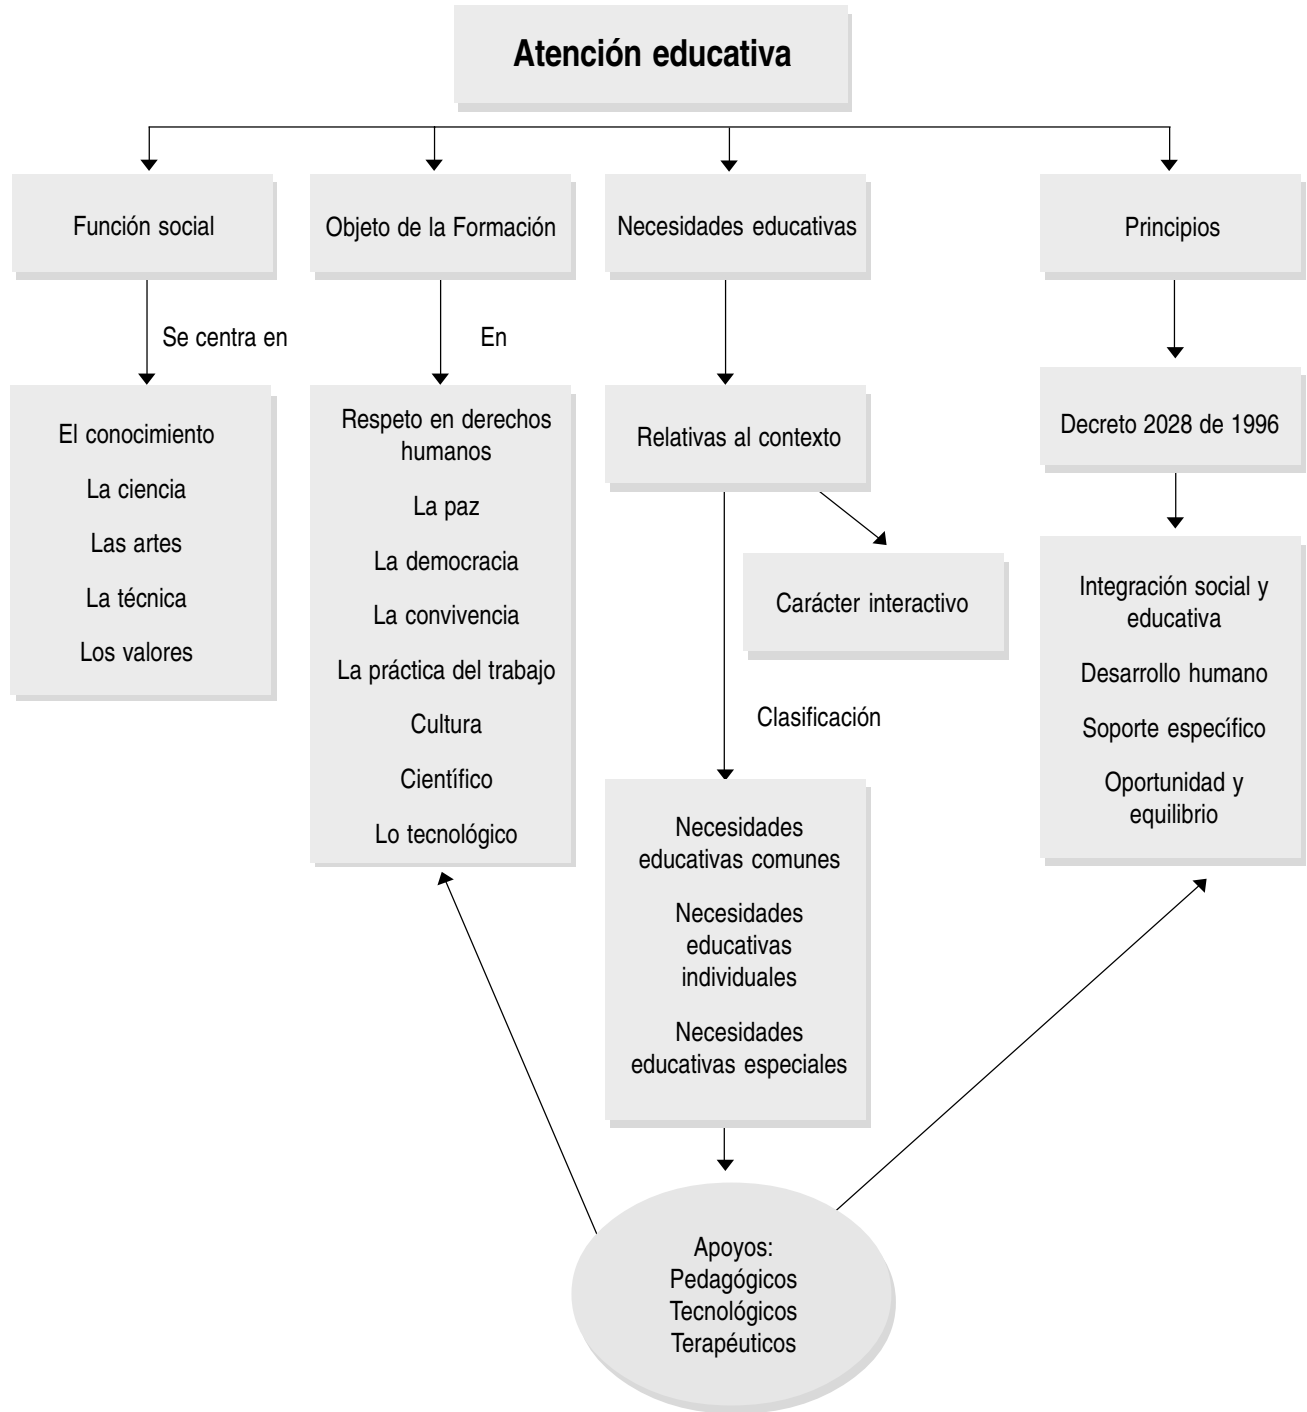 Atención educativa
Función social
Objeto de la Formación
Necesidades educativas
Principios
Se centra en
En
El conocimiento
La ciencia
Las artes
La técnica
Los valores
Respeto en derechos
humanos
La paz
La democracia
La convivencia
La práctica del trabajo
Cultura
Científico
Lo tecnológico
Relativas al contexto
Carácter interactivo
Clasificación
Necesidades
educativas comunes
Necesidades
educativas
individuales
Necesidades
educativas especiales
Decreto 2028 de 1996
Integración social y
educativa
Desarrollo humano
Soporte específico
Oportunidad y
equilibrio
Apoyos:
Pedagógicos
Tecnológicos
Terapéuticos